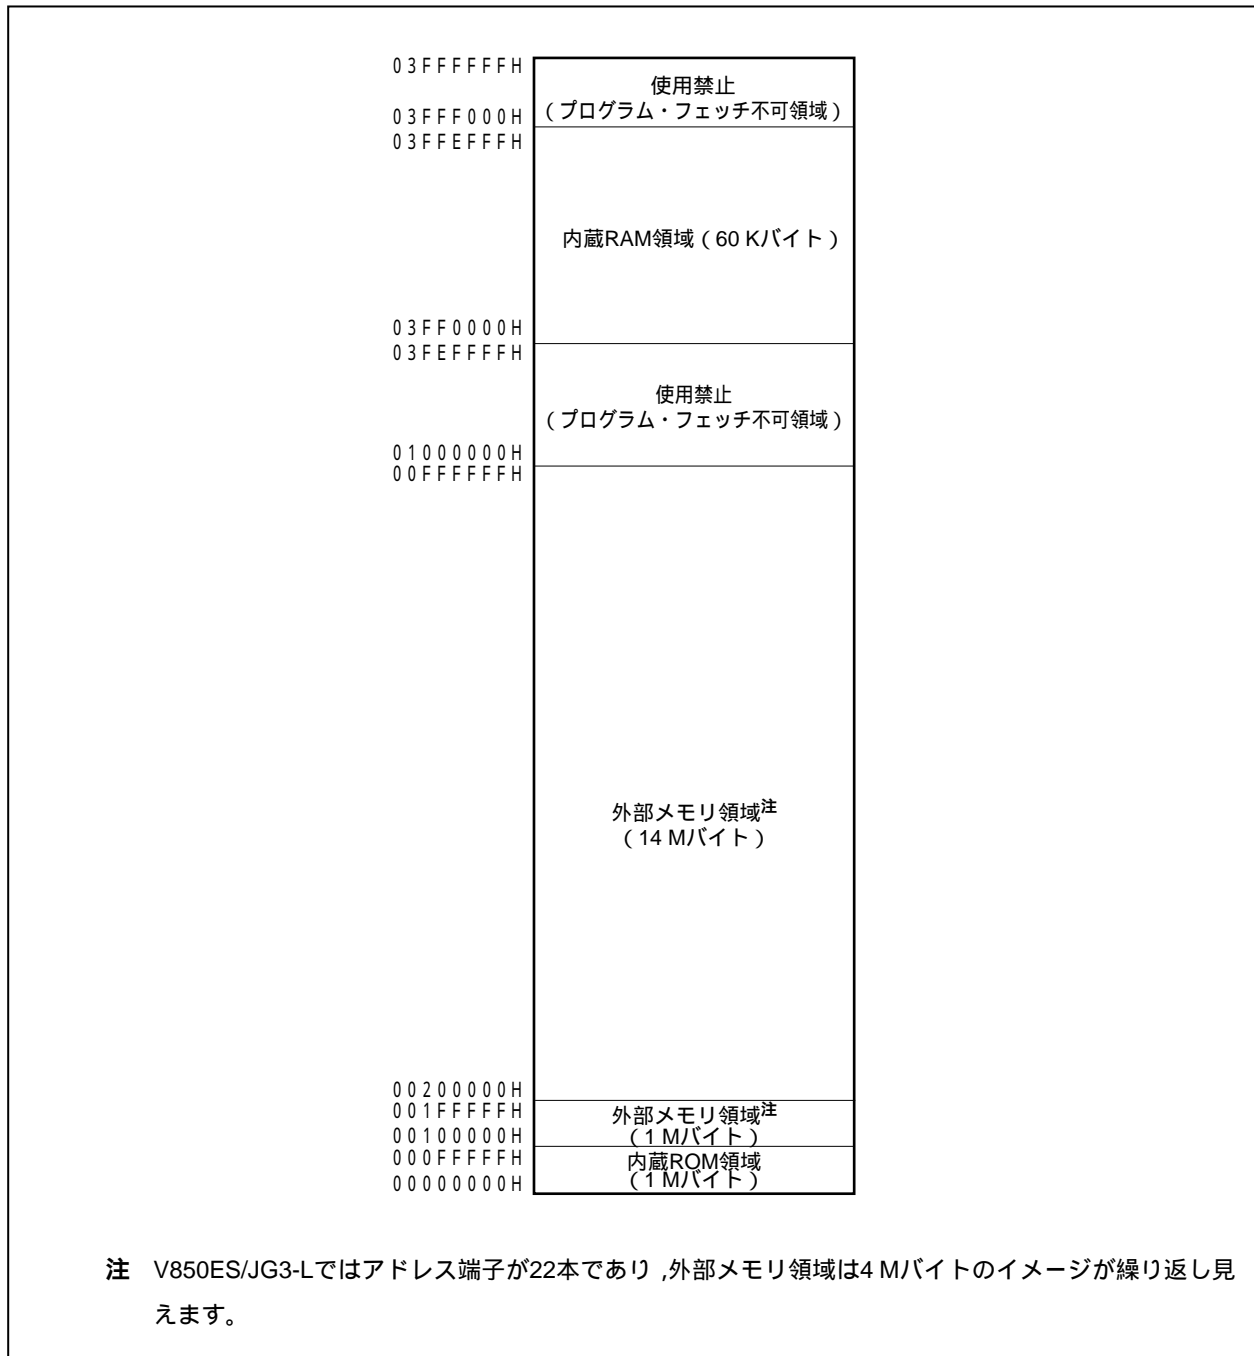 03FFFFFFH
使用禁止
(プログラム・フェッチ不可領域)
03FFF000H
03FFEFFFH
内蔵RAM領域(60 Kバイト)
03FF0000H
03FEFFFFH
使用禁止
(プログラム・フェッチ不可領域)
01000000H
00FFFFFFH
外部メモリ領域注
(14 Mバイト)
00200000H
001FFFFFH
外部メモリ領域注
(1 Mバイト)
00100000H
000FFFFFH
内蔵ROM領域
(1 Mバイト)
00000000H
注 V850ES/JG3-Lではアドレス端子が22本であり,外部メモリ領域は4 Mバイトのイメージが繰り返し見
えます。